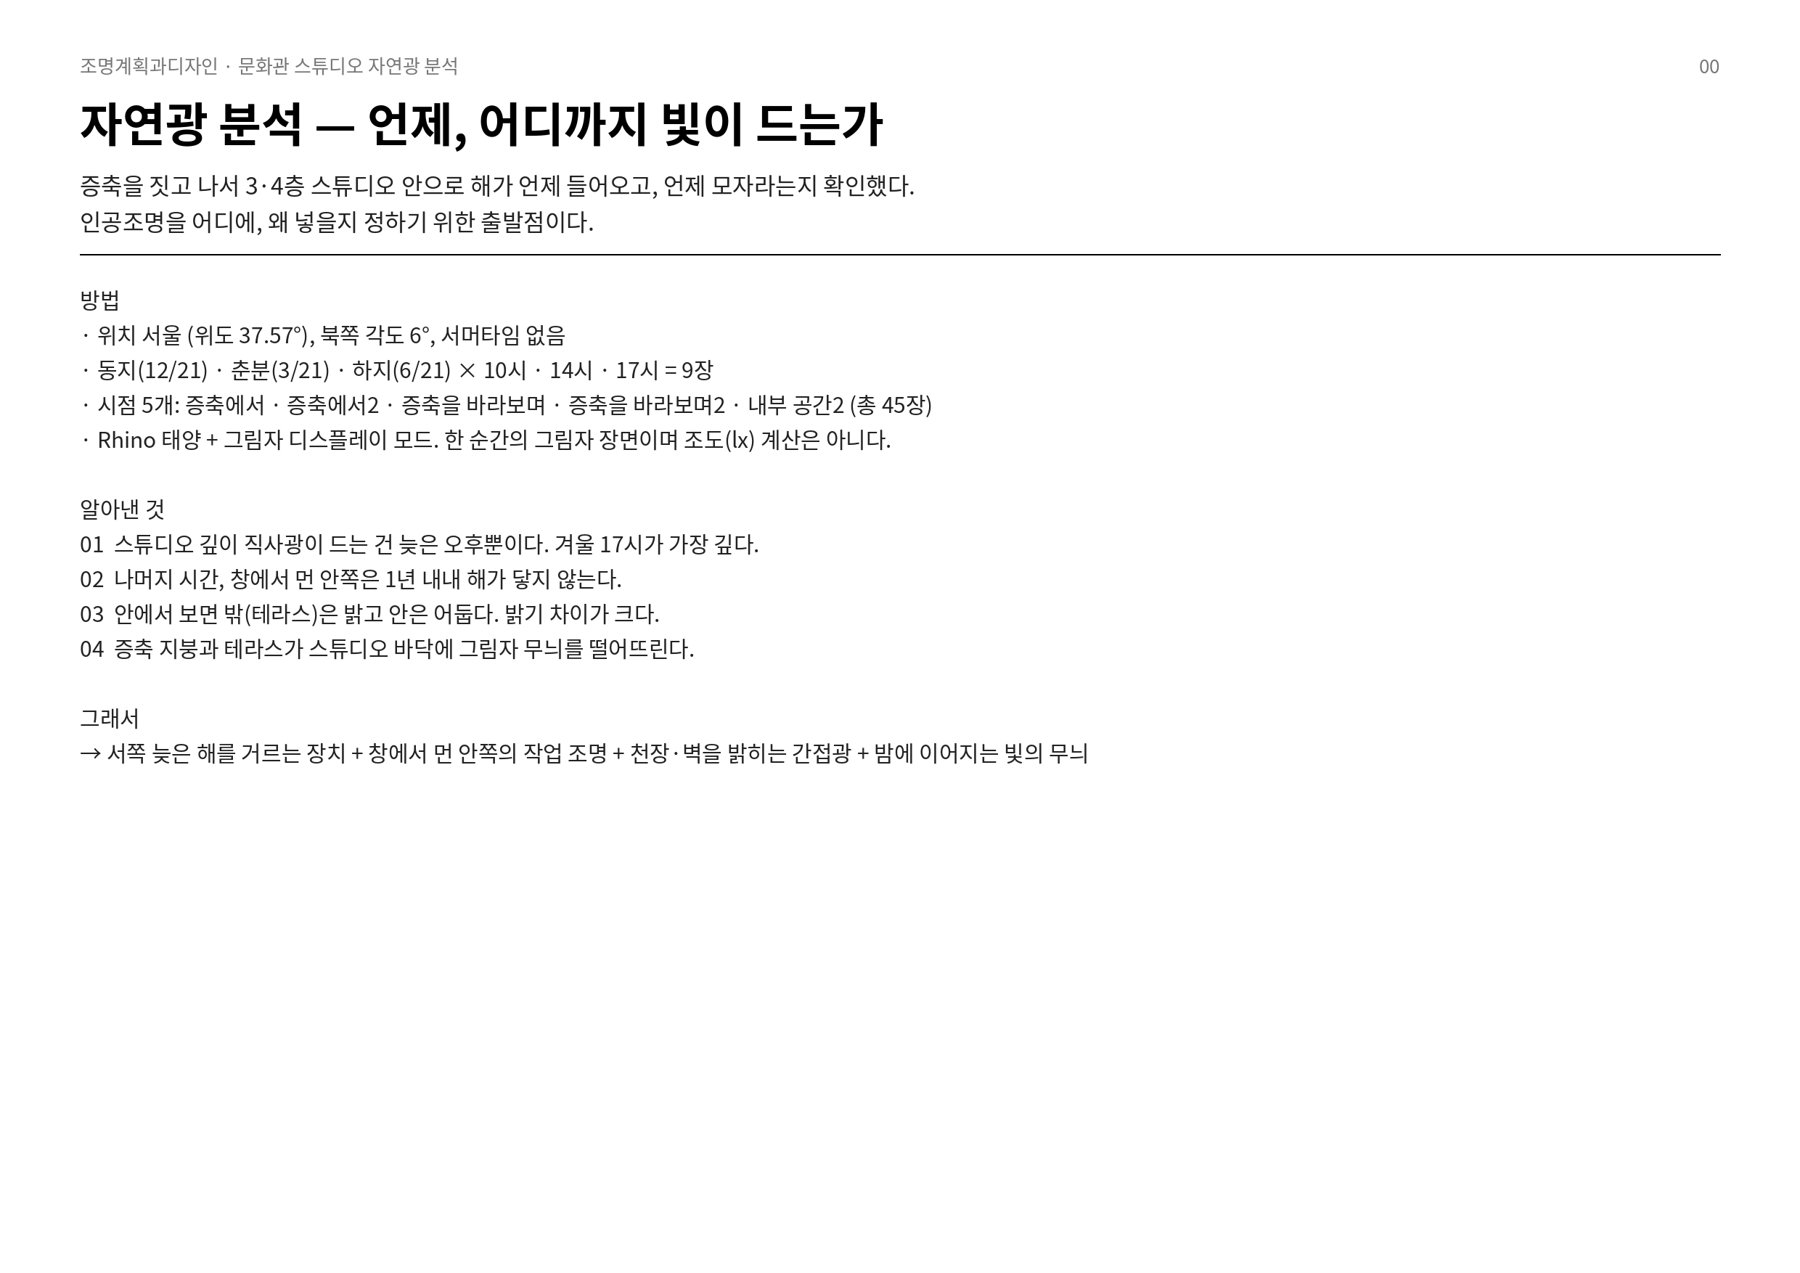 조명계획과디자인 · 문화관 스튜디오 자연광 분석
00
자연광 분석 — 언제, 어디까지 빛이 드는가
증축을 짓고 나서 3·4층 스튜디오 안으로 해가 언제 들어오고, 언제 모자라는지 확인했다.
인공조명을 어디에, 왜 넣을지 정하기 위한 출발점이다.
방법
· 위치 서울 (위도 37.57°), 북쪽 각도 6°, 서머타임 없음
· 동지(12/21) · 춘분(3/21) · 하지(6/21) × 10시 · 14시 · 17시 = 9장
· 시점 5개: 증축에서 · 증축에서2 · 증축을 바라보며 · 증축을 바라보며2 · 내부 공간2 (총 45장)
· Rhino 태양 + 그림자 디스플레이 모드. 한 순간의 그림자 장면이며 조도(lx) 계산은 아니다.
알아낸 것
01 스튜디오 깊이 직사광이 드는 건 늦은 오후뿐이다. 겨울 17시가 가장 깊다.
02 나머지 시간, 창에서 먼 안쪽은 1년 내내 해가 닿지 않는다.
03 안에서 보면 밖(테라스)은 밝고 안은 어둡다. 밝기 차이가 크다.
04 증축 지붕과 테라스가 스튜디오 바닥에 그림자 무늬를 떨어뜨린다.
그래서
→ 서쪽 늦은 해를 거르는 장치 + 창에서 먼 안쪽의 작업 조명 + 천장·벽을 밝히는 간접광 + 밤에 이어지는 빛의 무늬